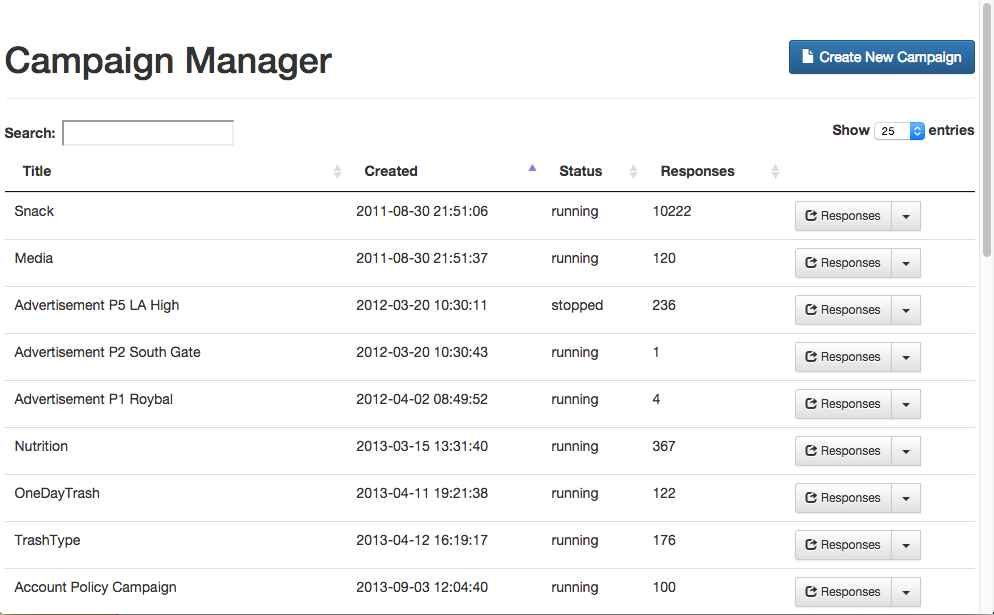 Campaign Manager
Create New Campaign
Search:
Show 25 entries
Title Created Status Responses
Snack 2011-08-30 21:51:06 running 10222 Responses
Media 2011-08-30 21:51:37 running 120 Responses
Advertisement P5 LA High 2012-03-20 10:30:11 stopped 236 Responses
Advertisement P2 South Gate 2012-03-20 10:30:43 running 1 Responses
Advertisement P1 Roybal 2012-04-02 08:49:52 running 4 Responses
Nutrition 2013-03-15 13:31:40 running 367 Responses
OneDayTrash 2013-04-11 19:21:38 running 122 Responses
TrashType 2013-04-12 16:19:17 running 176 Responses
Account Policy Campaign 2013-09-03 12:04:40 running 100 Responses